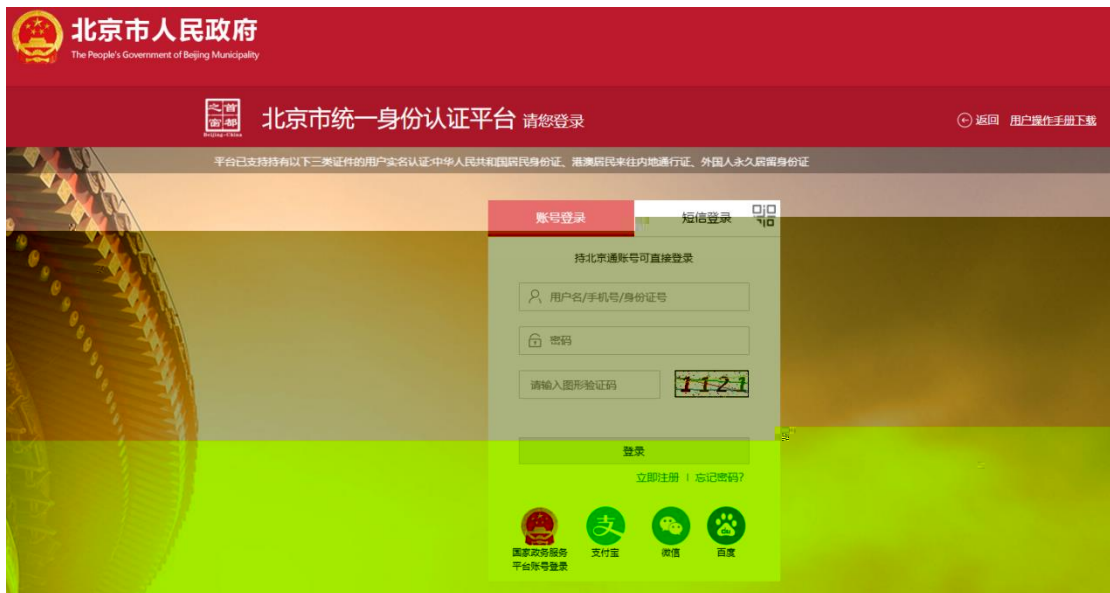 北京市人民政府
The People's Government of Beijing Municipality
首都之窗
Beijing-China
北京市统一身份认证平台 请您登录
返回 用户操作手册下载
平台已支持持有以下三类证件的用户实名认证:中华人民共和国居民身份证、港澳居民来往内地通行证、外国人永久居留身份证
账号登录 短信登录
持北京通账号可直接登录
用户名/手机号/身份证号
密码
请输入图形验证码 1121
登录
立即注册 | 忘记密码?
国家政务服务 支付宝 微信 百度
平台账号登录